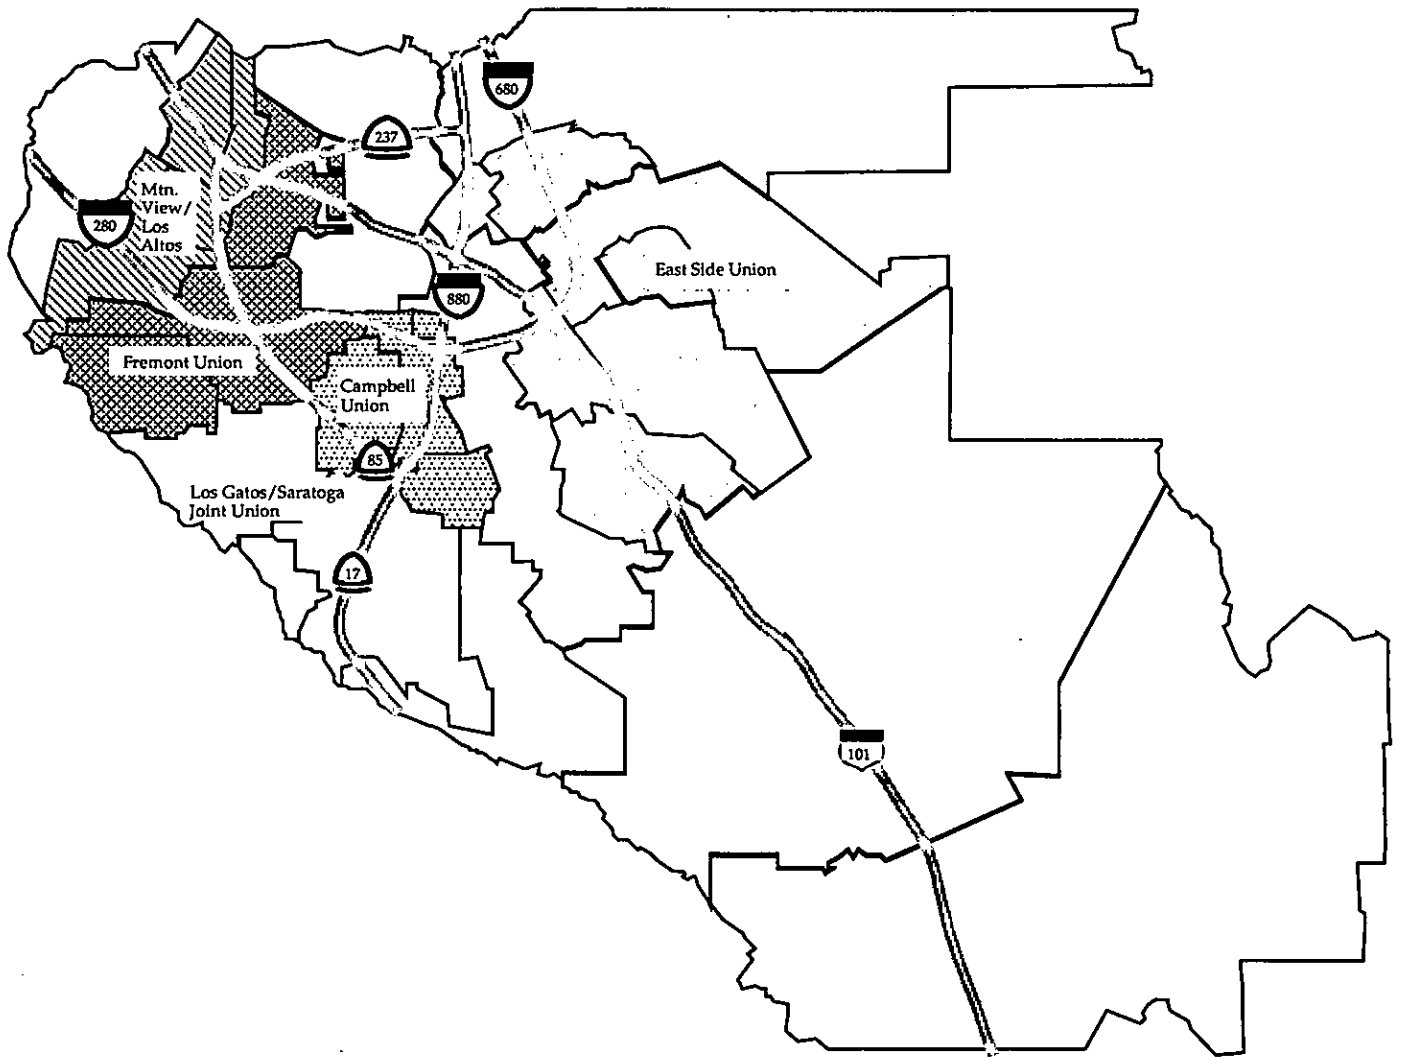 680
237
Mtn.
View/
Los
Altos
280
East Side Union
880
Fremont Union
Campbell
Union
85
Los Gatos/Saratoga
Joint Union
17
101